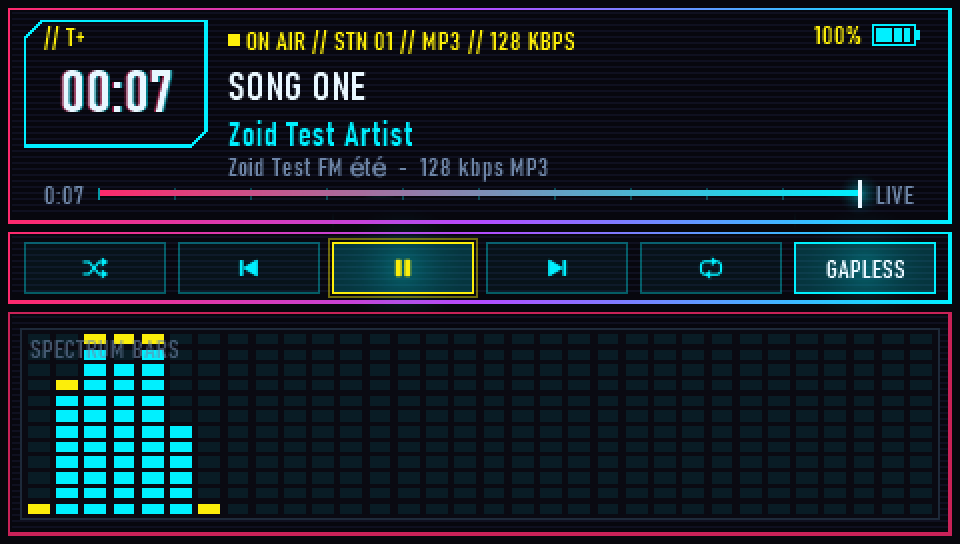 // T+
00:07
ON AIR // STN 01 // MP3 // 128 KBPS
100%
SONG ONE
Zoid Test Artist
Zoid Test FM été - 128 kbps MP3
0:07
LIVE
GAPLESS
SPECTRUM BARS